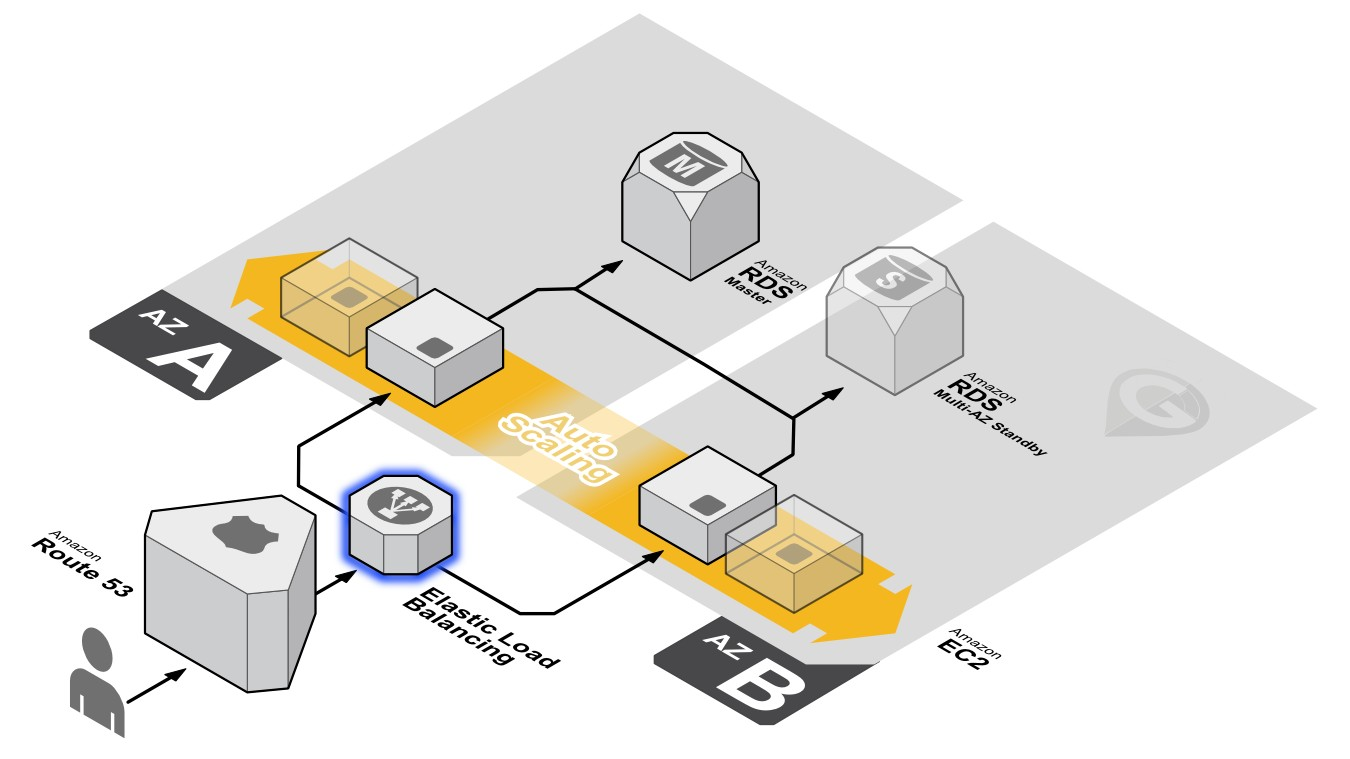 M
Amazon
RDS
Master
S
Amazon
RDS
Multi-AZ Standby
G
AZ
A
Auto
Scaling
Amazon
Route 53
Elastic Load
Balancing
AZ
B
Amazon
EC2